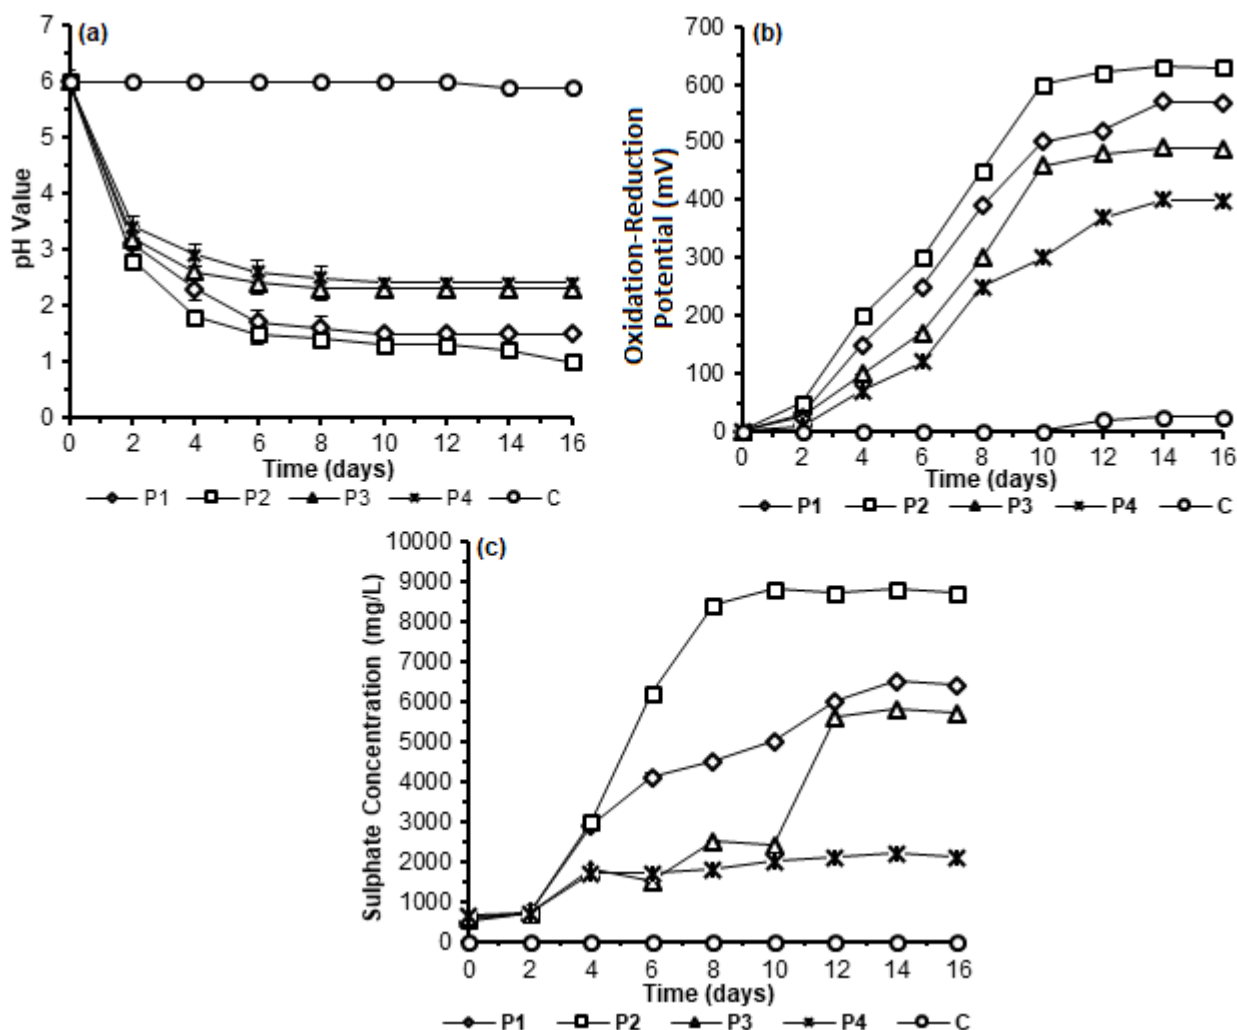 (a)
pH Value
7
6
5
4
3
2
1
0
0 2 4 6 8 10 12 14 16
Time (days)
P1 P2 P3 P4 C
(b)
Oxidation-Reduction
Potential (mV)
700
600
500
400
300
200
100
0
0 2 4 6 8 10 12 14 16
Time (days)
P1 P2 P3 P4 C
(c)
Sulphate Concentration (mg/L)
10000
9000
8000
7000
6000
5000
4000
3000
2000
1000
0
0 2 4 6 8 10 12 14 16
Time (days)
P1 P2 P3 P4 C